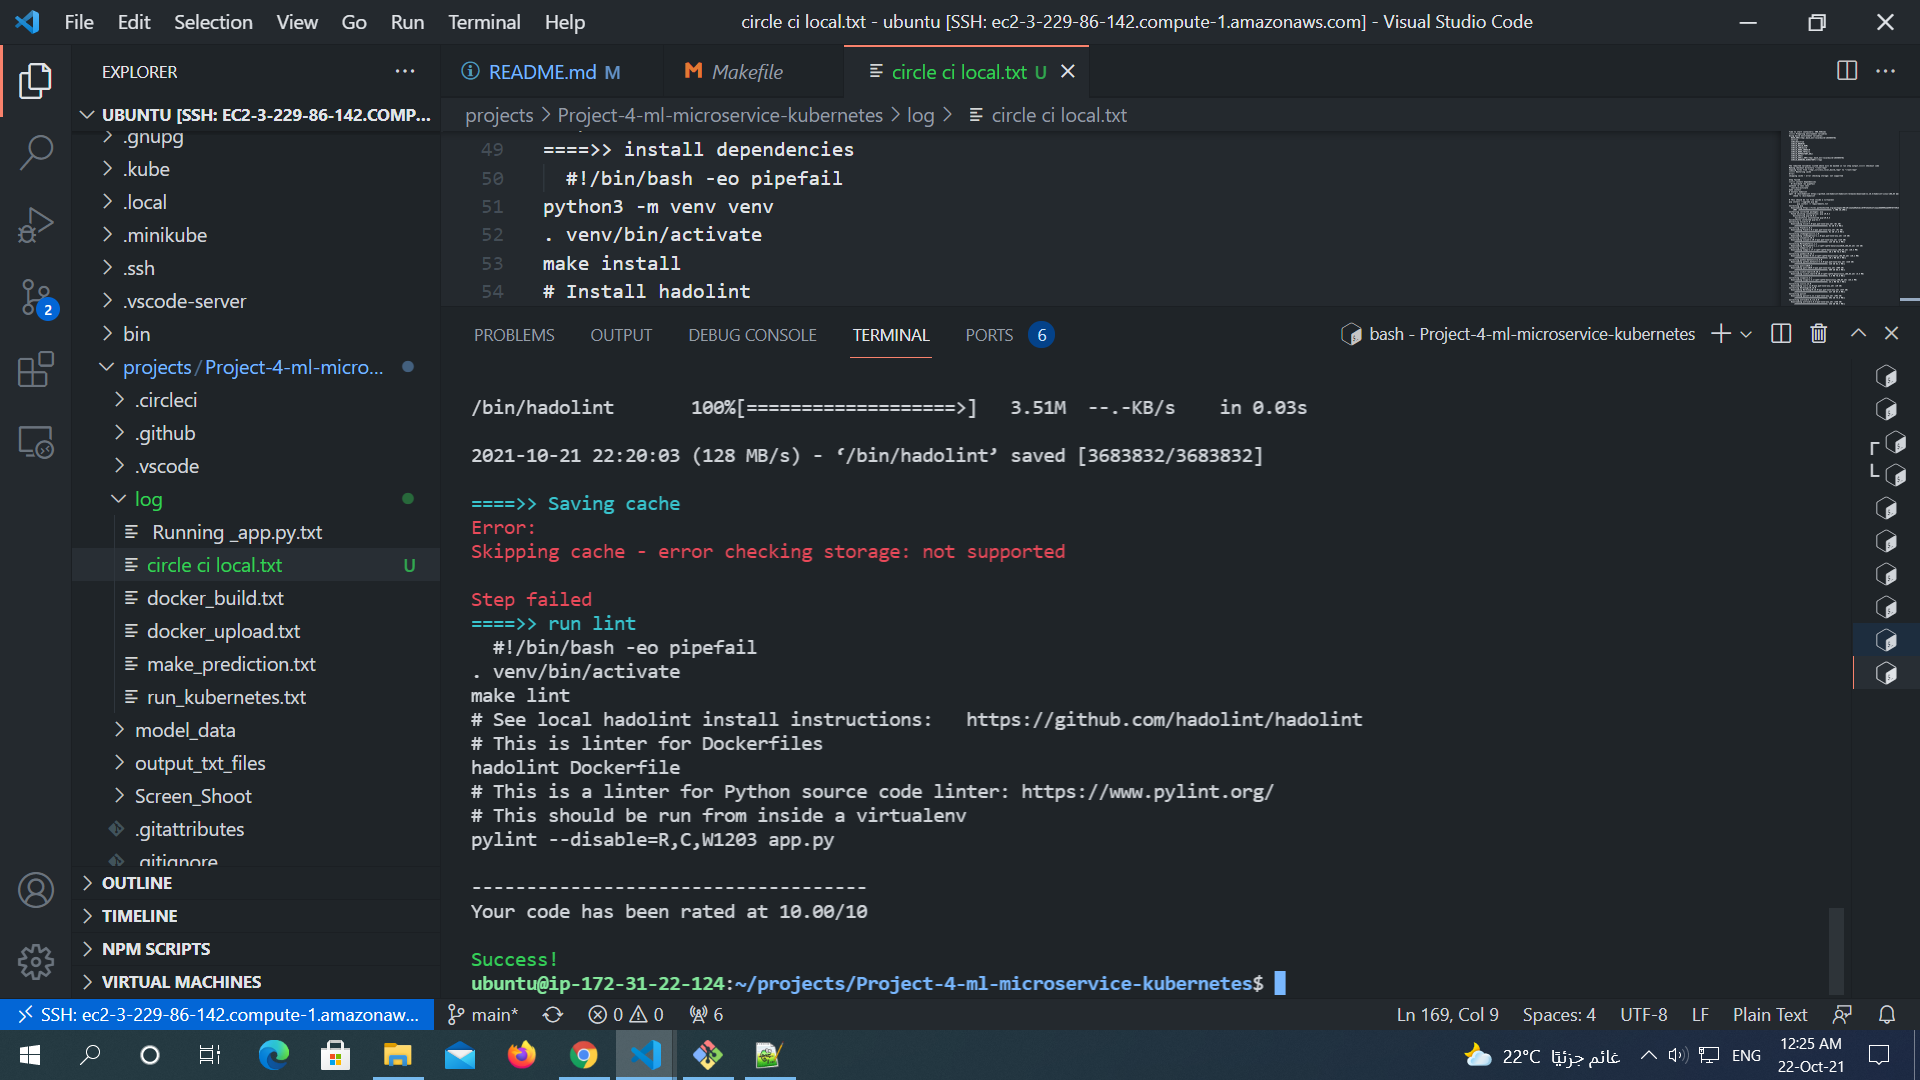 File Edit Selection View Go Run Terminal Help
circle ci local.txt - ubuntu [SSH: ec2-3-229-86-142.compute-1.amazonaws.com] - Visual Studio Code
EXPLORER
UBUNTU [SSH: EC2-3-229-86-142.COMP...
.gnupg
.kube
.local
.minikube
.ssh
.vscode-server
bin
projects / Project-4-ml-micro...
.circleci
.github
.vscode
log
Running _app.py.txt
circle ci local.txt U
docker_build.txt
docker_upload.txt
make_prediction.txt
run_kubernetes.txt
model_data
output_txt_files
Screen_Shoot
.gitattributes
.gitignore
OUTLINE
TIMELINE
NPM SCRIPTS
VIRTUAL MACHINES
2
README.md M
Makefile
circle ci local.txt U
projects > Project-4-ml-microservice-kubernetes > log > circle ci local.txt
49 ====>> install dependencies
50 #!/bin/bash -eo pipefail
51 python3 -m venv venv
52 . venv/bin/activate
53 make install
54 # Install hadolint
PROBLEMS OUTPUT DEBUG CONSOLE TERMINAL PORTS 6
bash - Project-4-ml-microservice-kubernetes
/bin/hadolint 100%[===================>] 3.51M --.-KB/s in 0.03s
2021-10-21 22:20:03 (128 MB/s) - ‘/bin/hadolint’ saved [3683832/3683832]
====>> Saving cache
Error:
Skipping cache - error checking storage: not supported
Step failed
====>> run lint
#!/bin/bash -eo pipefail
. venv/bin/activate
make lint
# See local hadolint install instructions: https://github.com/hadolint/hadolint
# This is linter for Dockerfiles
hadolint Dockerfile
# This is a linter for Python source code linter: https://www.pylint.org/
# This should be run from inside a virtualenv
pylint --disable=R,C,W1203 app.py
------------------------------------
Your code has been rated at 10.00/10
Success!
ubuntu@ip-172-31-22-124:~/projects/Project-4-ml-microservice-kubernetes$
SSH: ec2-3-229-86-142.compute-1.amazonaw...
main*
0 0
6
Ln 169, Col 9 Spaces: 4 UTF-8 LF Plain Text
22°C غائم جزئيًا
ENG
12:25 AM
22-Oct-21